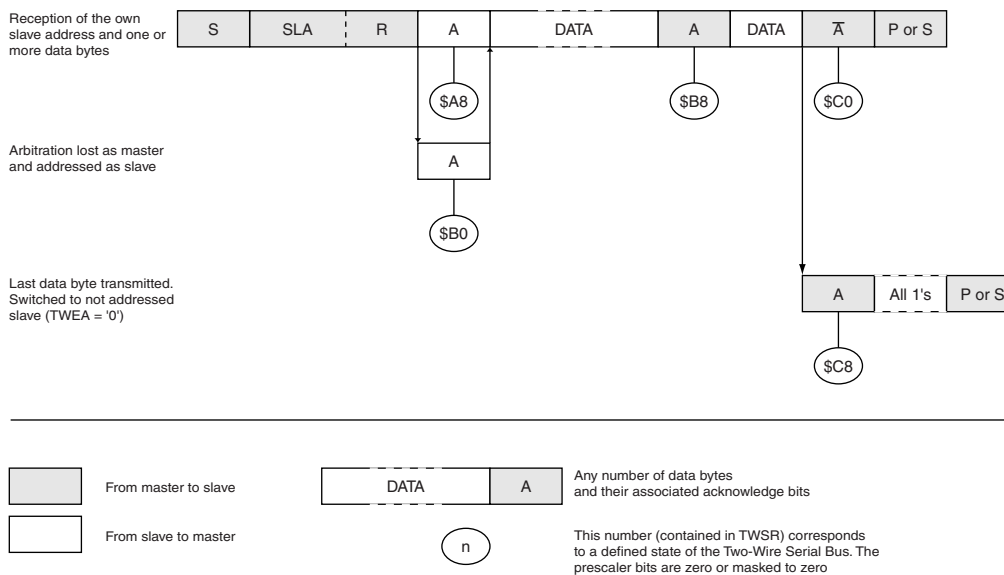 Reception of the own
slave address and one or
more data bytes
S SLA R A DATA A DATA A̅ P or S
$A8 $B8 $C0
Arbitration lost as master
and addressed as slave
A
$B0
Last data byte transmitted.
Switched to not addressed
slave (TWEA = '0')
A All 1's P or S
$C8
From master to slave
DATA A
Any number of data bytes
and their associated acknowledge bits
From slave to master
n
This number (contained in TWSR) corresponds
to a defined state of the Two-Wire Serial Bus. The
prescaler bits are zero or masked to zero